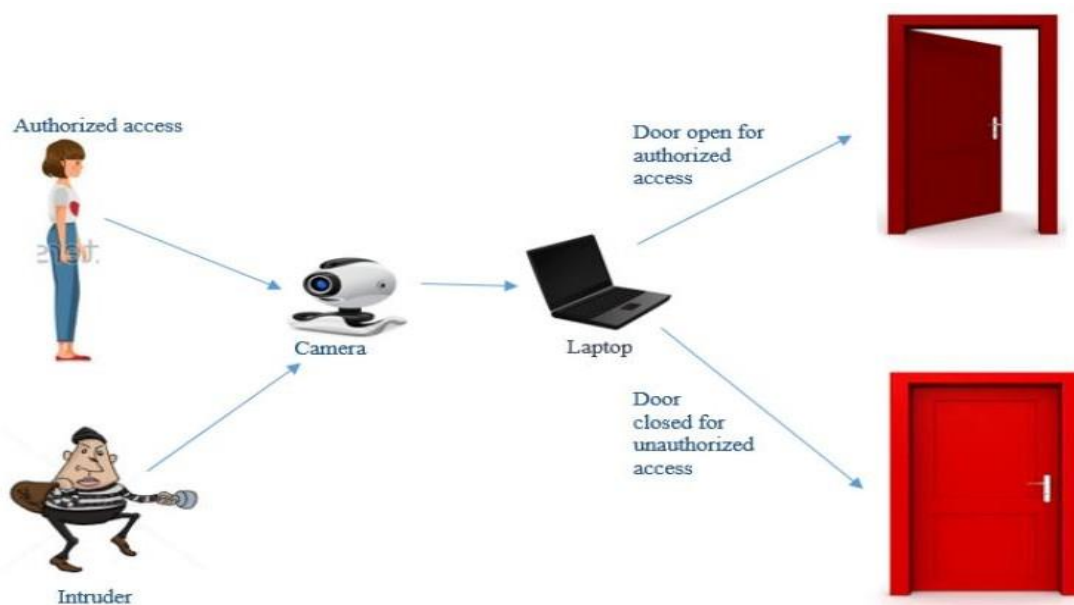 Authorized access
Door open for
authorized
access
Camera
Laptop
Door
closed for
unauthorized
access
Intruder